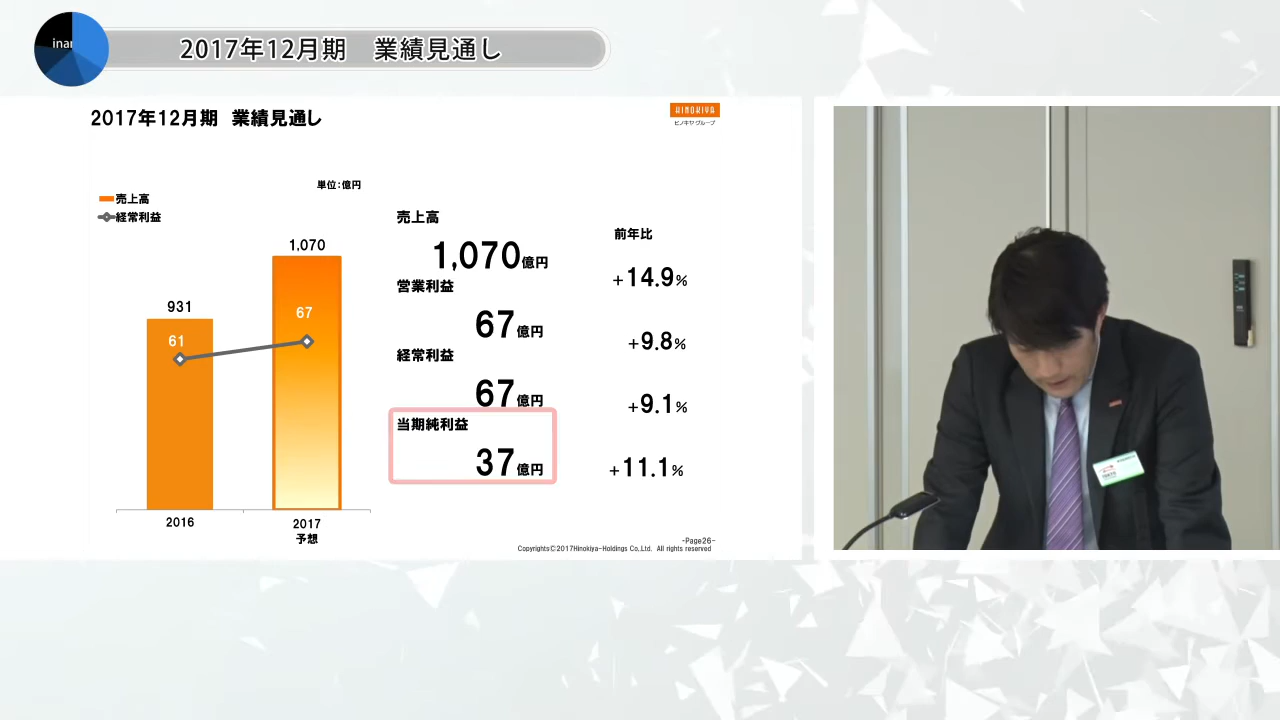 inar
2017年12月期　業績見通し
2017年12月期　業績見通し
HINOKIYA
ヒノキヤグループ
単位：億円
売上高
経常利益
931
61
1,070
67
2016
2017
予想
売上高
1,070億円
営業利益
67億円
経常利益
67億円
当期純利益
37億円
前年比
+14.9%
+9.8%
+9.1%
+11.1%
-Page26-
Copyrights©2017Hinokiya-Holdings Co.,Ltd. All rights reserved